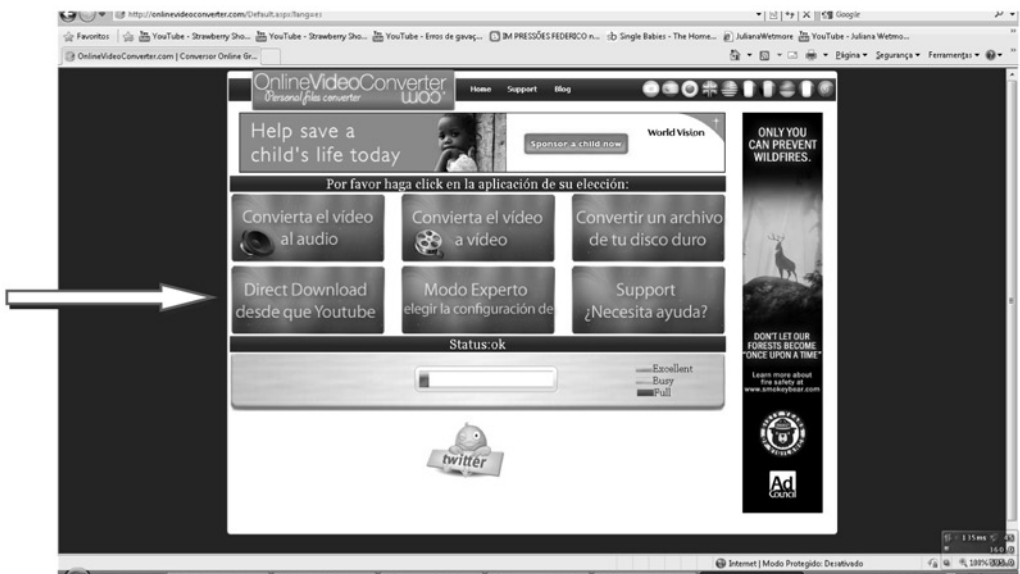 http://onlinevideoconverter.com/Default.aspx?lang=es
Google
Favoritos
YouTube - Strawberry Sho...
YouTube - Strawberry Sho...
YouTube - Erros de gavaç...
IM PRESSÕES FEDERICO n...
Single Babies - The Home...
JulianaWetmore
YouTube - Juliana Wetmo...
OnlineVideoConverter.com | Conversor Online Gr...
Página
Segurança
Ferramentas
OnlineVideoConverter
.COM
Personal files converter
Home
Support
Blog
Help save a
child's life today
Sponsor a child now
World Vision
Por favor haga click en la aplicación de su elección:
Convierta el vídeo
al audio
Convierta el vídeo
a vídeo
Convertir un archivo
de tu disco duro
Direct Download
desde que Youtube
Modo Experto
elegir la configuración de
Support
¿Necesita ayuda?
Status:ok
Excellent
Busy
Full
twitter
ONLY YOU
CAN PREVENT
WILDFIRES.
DON'T LET OUR
FORESTS BECOME
"ONCE UPON A TIME"
Learn more about
fire safety at
www.smokeybear.com
Ad
Council
Internet | Modo Protegido: Desativado